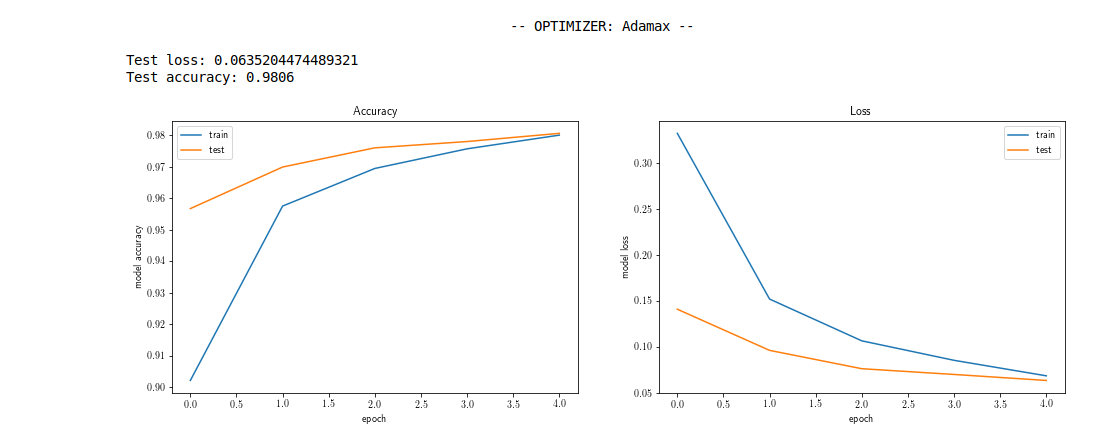 -- OPTIMIZER: Adamax --
Test loss: 0.0635204474489321
Test accuracy: 0.9806
Accuracy
train
test
0.98
0.97
0.96
0.95
0.94
0.93
0.92
0.91
0.90
model accuracy
0.0 0.5 1.0 1.5 2.0 2.5 3.0 3.5 4.0
epoch
Loss
train
test
0.30
0.25
0.20
0.15
0.10
0.05
model loss
0.0 0.5 1.0 1.5 2.0 2.5 3.0 3.5 4.0
epoch